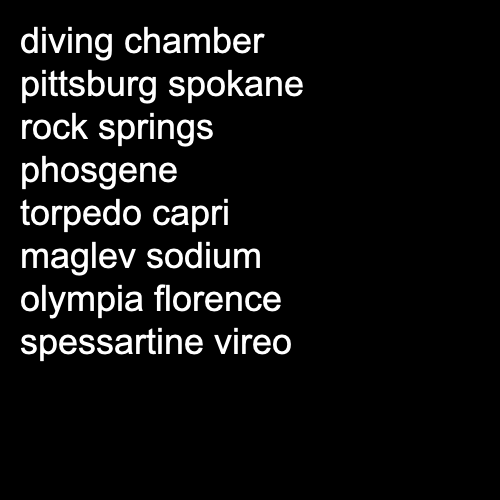 diving chamber
pittsburg spokane
rock springs
phosgene
torpedo capri
maglev sodium
olympia florence
spessartine vireo